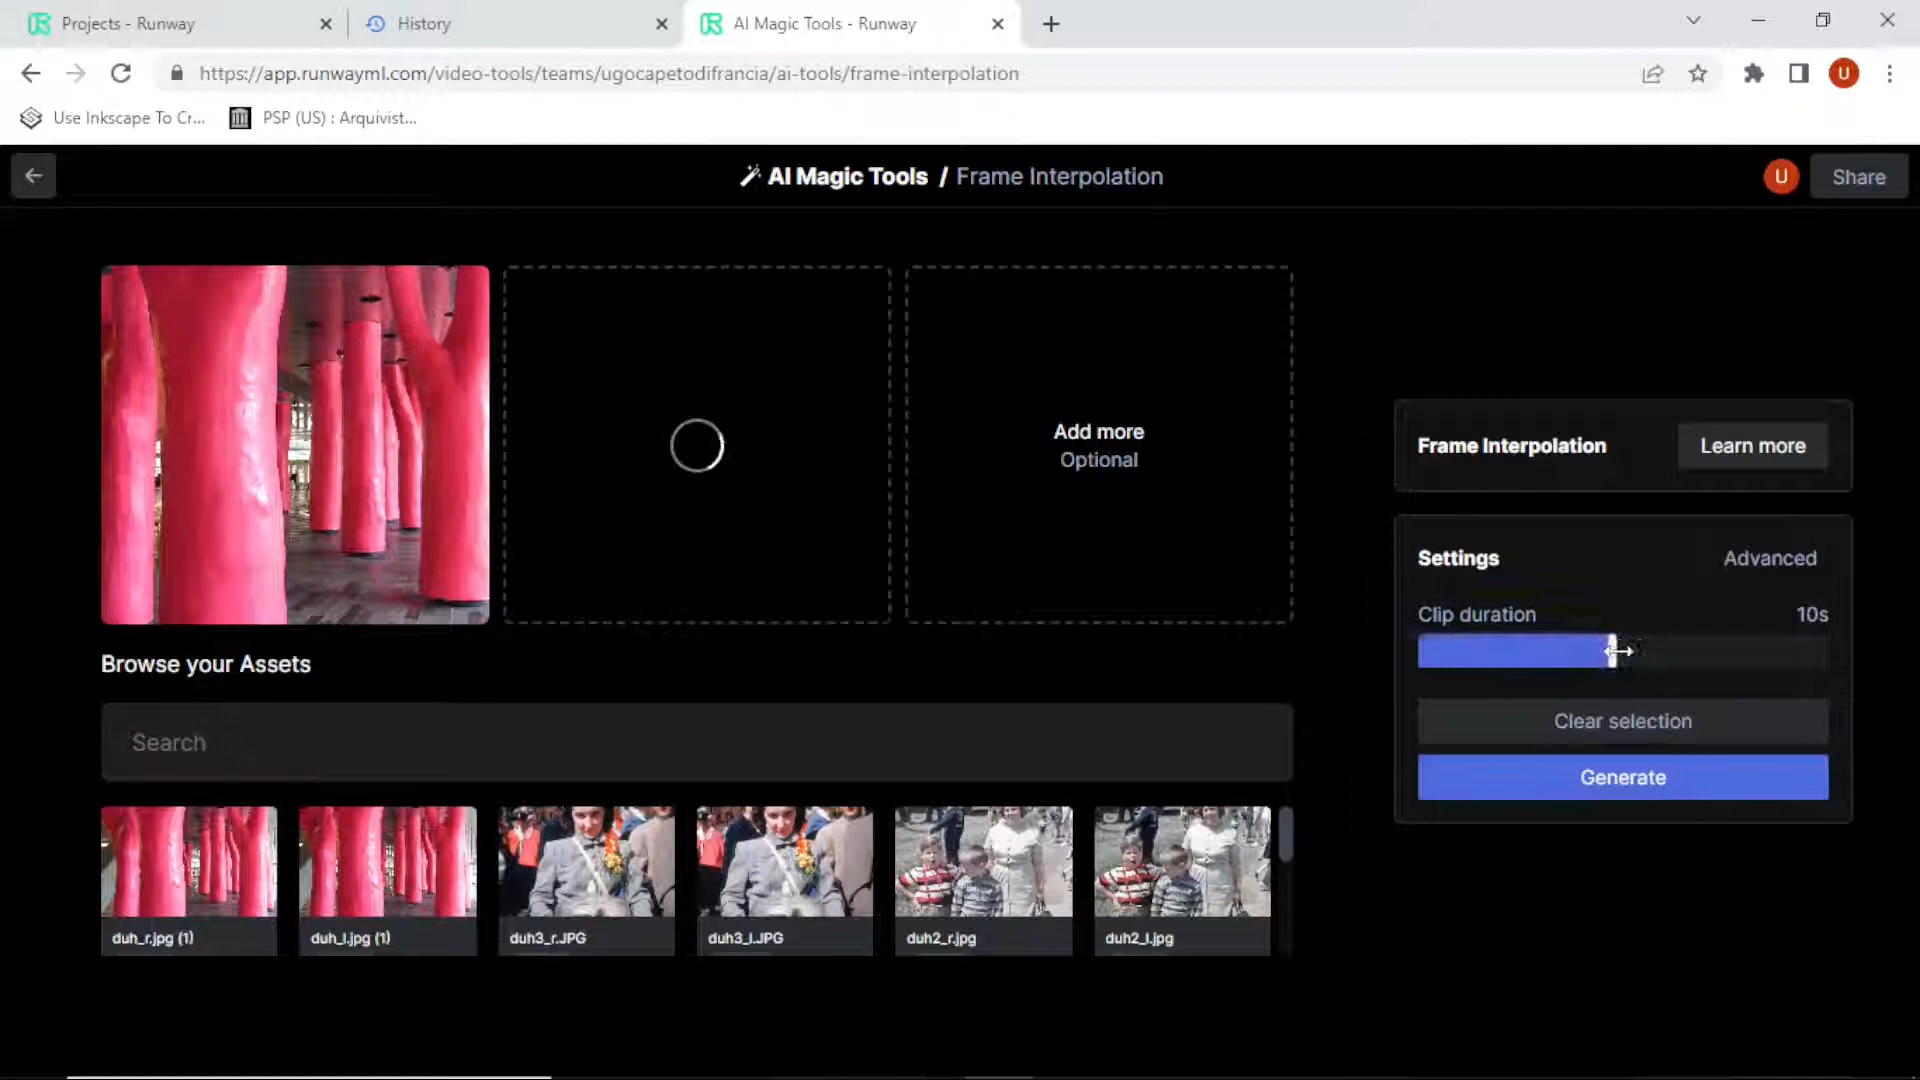 Projects - Runway
History
AI Magic Tools - Runway
https://app.runwayml.com/video-tools/teams/ugocapetodifrancia/ai-tools/frame-interpolation
U
Use Inkscape To Cr...
PSP (US) : Arquivist...
AI Magic Tools / Frame Interpolation
U
Share
Add more
Optional
Frame Interpolation
Learn more
Settings
Advanced
Clip duration
10s
Clear selection
Generate
Browse your Assets
Search
duh_r.jpg (1)
duh_l.jpg (1)
duh3_r.JPG
duh3_l.JPG
duh2_r.jpg
duh2_l.jpg